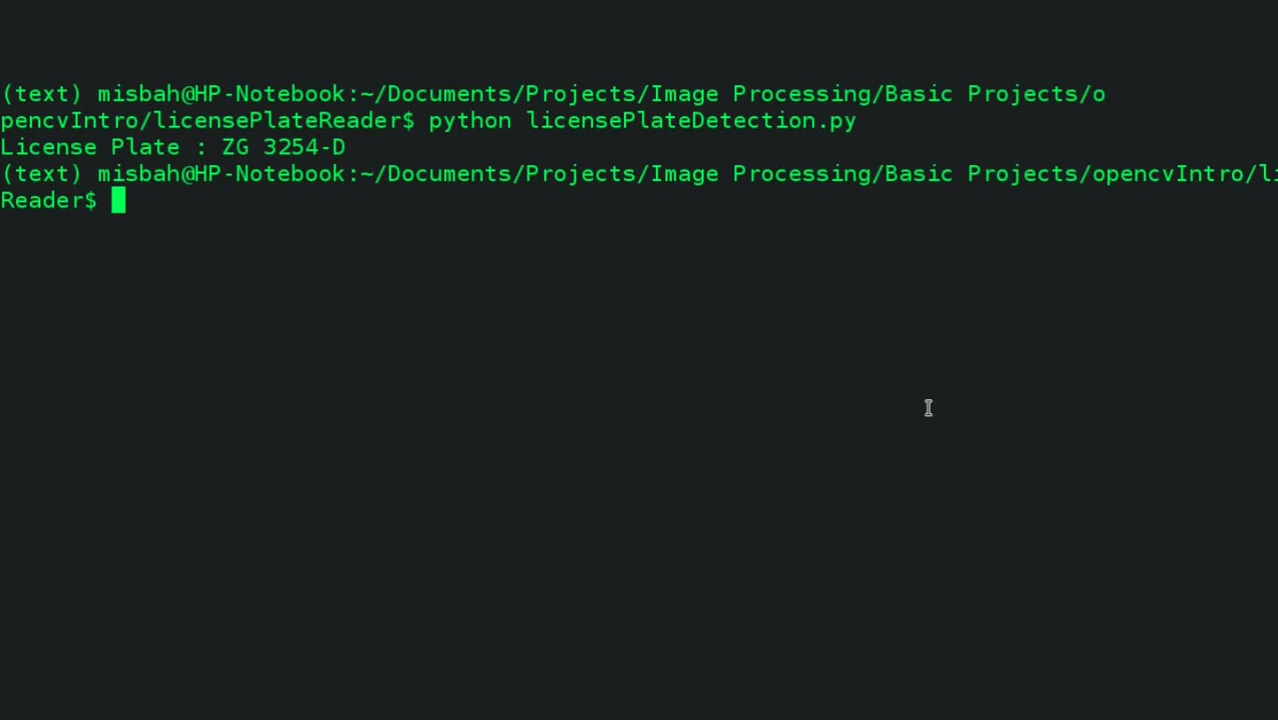 (text) misbah@HP-Notebook:~/Documents/Projects/Image Processing/Basic Projects/o
pencvIntro/licensePlateReader$ python licensePlateDetection.py
License Plate : ZG 3254-D
(text) misbah@HP-Notebook:~/Documents/Projects/Image Processing/Basic Projects/opencvIntro/li
Reader$